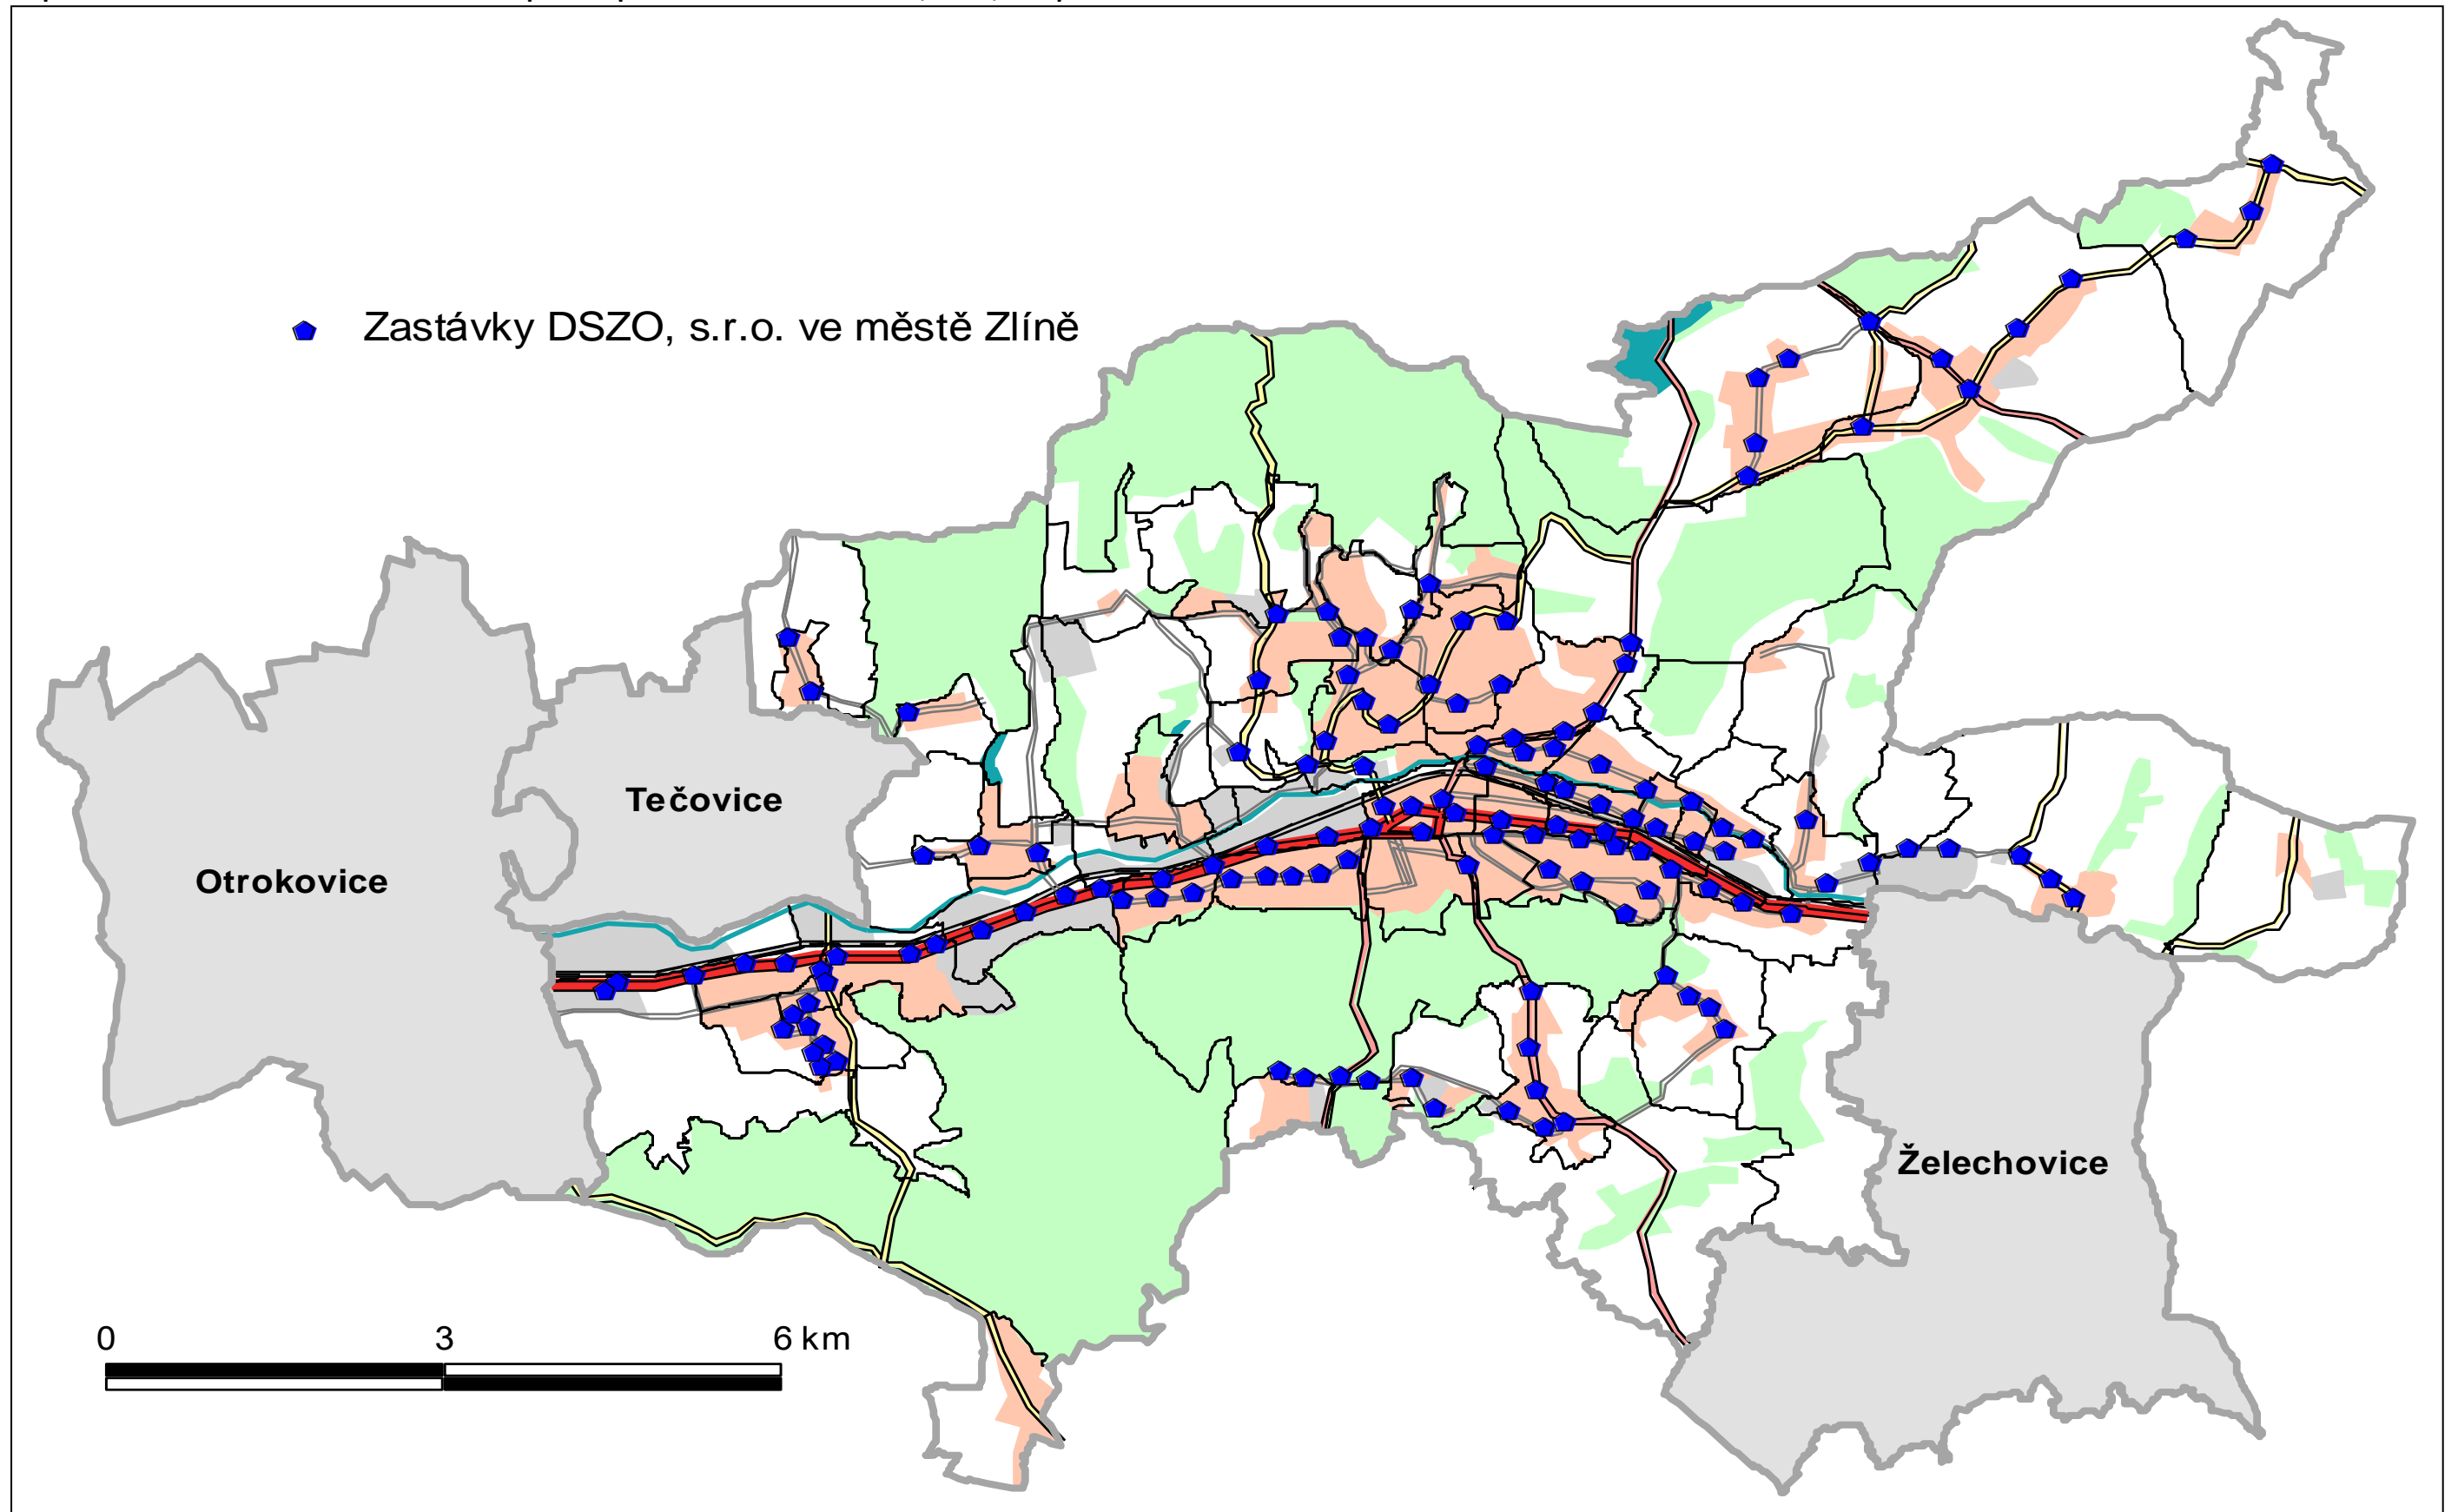 Zastávky DSZO, s.r.o. ve městě Zlíně
Tečovice
Otrokovice
Želechovice
0 3 6 km